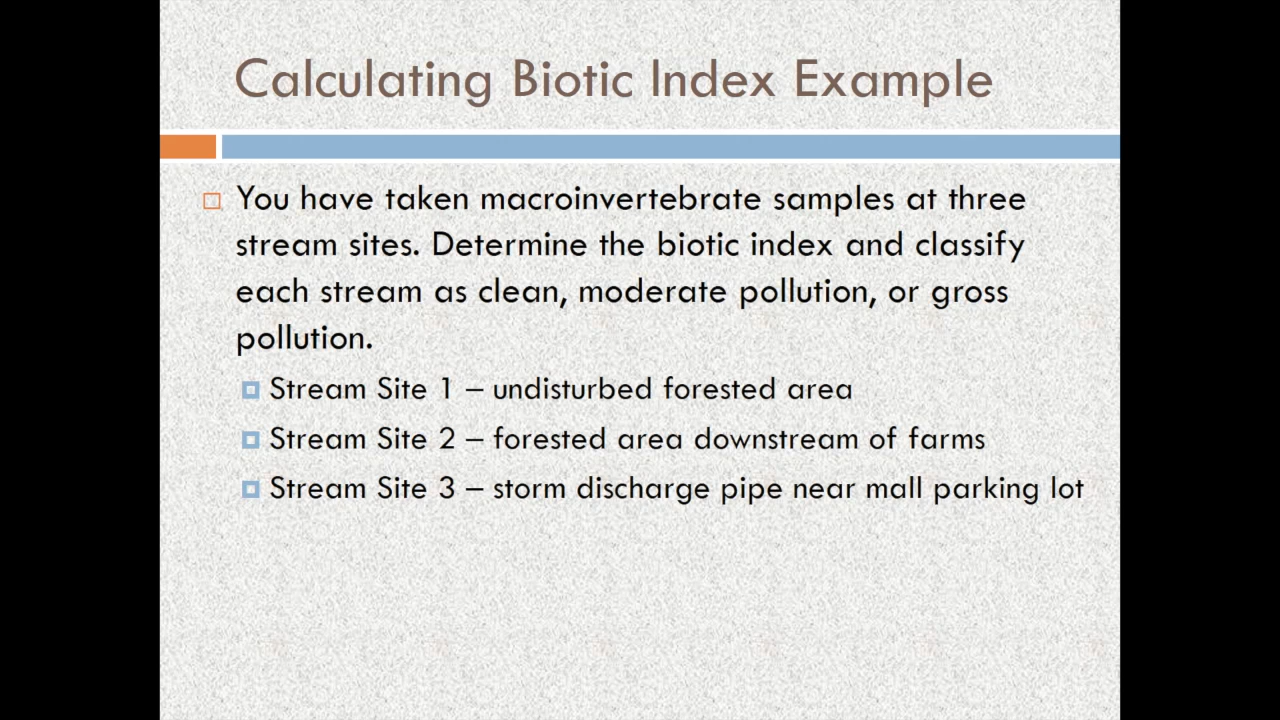 Calculating Biotic Index Example
You have taken macroinvertebrate samples at three
stream sites. Determine the biotic index and classify
each stream as clean, moderate pollution, or gross
pollution.
Stream Site 1 – undisturbed forested area
Stream Site 2 – forested area downstream of farms
Stream Site 3 – storm discharge pipe near mall parking lot